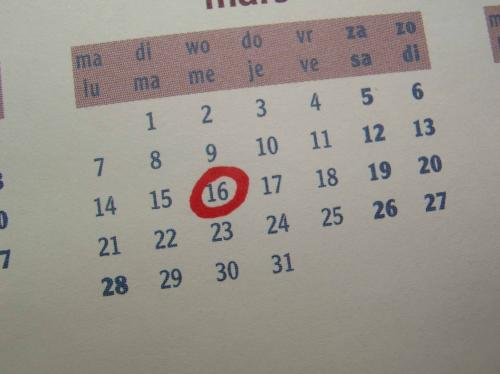 ma di wo do vr za zo
lu ma me je ve sa di
1 2 3 4 5 6
7 8 9 10 11 12 13
14 15 16 17 18 19 20
21 22 23 24 25 26 27
28 29 30 31